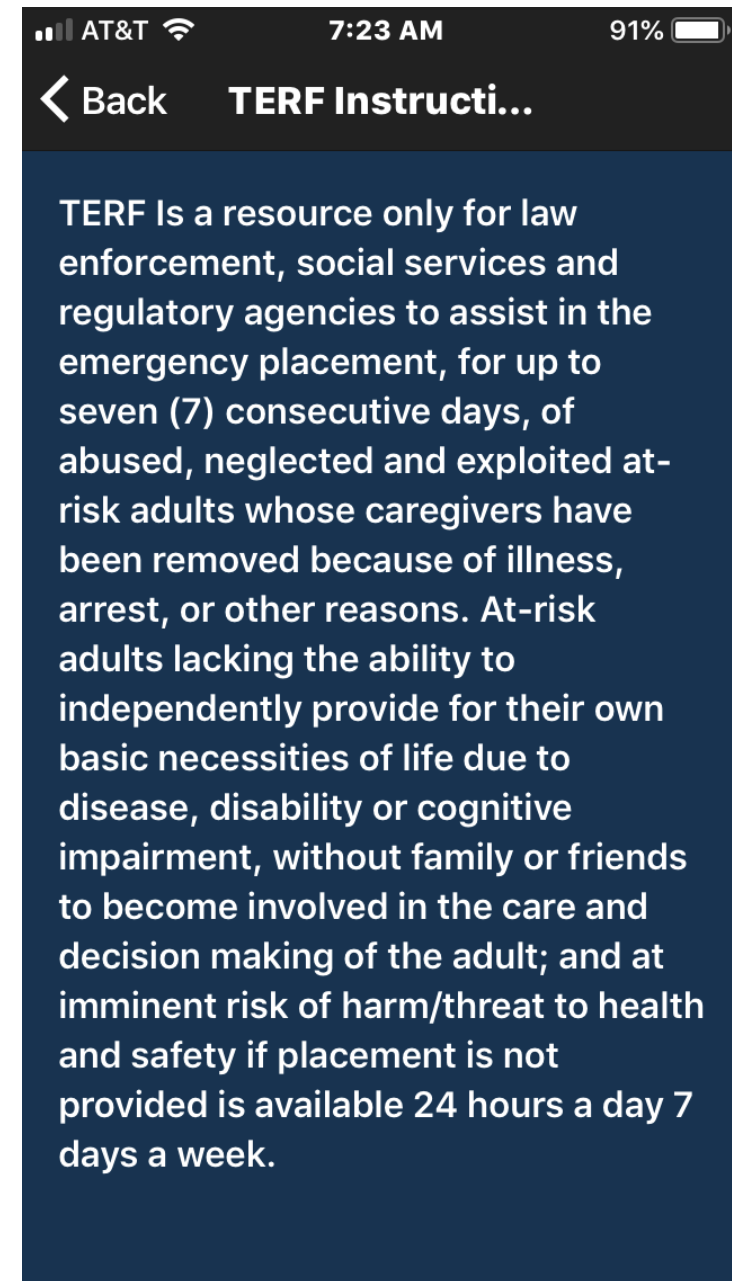 AT&T 7:23 AM 91%
Back TERF Instructi...
TERF Is a resource only for law
enforcement, social services and
regulatory agencies to assist in the
emergency placement, for up to
seven (7) consecutive days, of
abused, neglected and exploited at-
risk adults whose caregivers have
been removed because of illness,
arrest, or other reasons. At-risk
adults lacking the ability to
independently provide for their own
basic necessities of life due to
disease, disability or cognitive
impairment, without family or friends
to become involved in the care and
decision making of the adult; and at
imminent risk of harm/threat to health
and safety if placement is not
provided is available 24 hours a day 7
days a week.